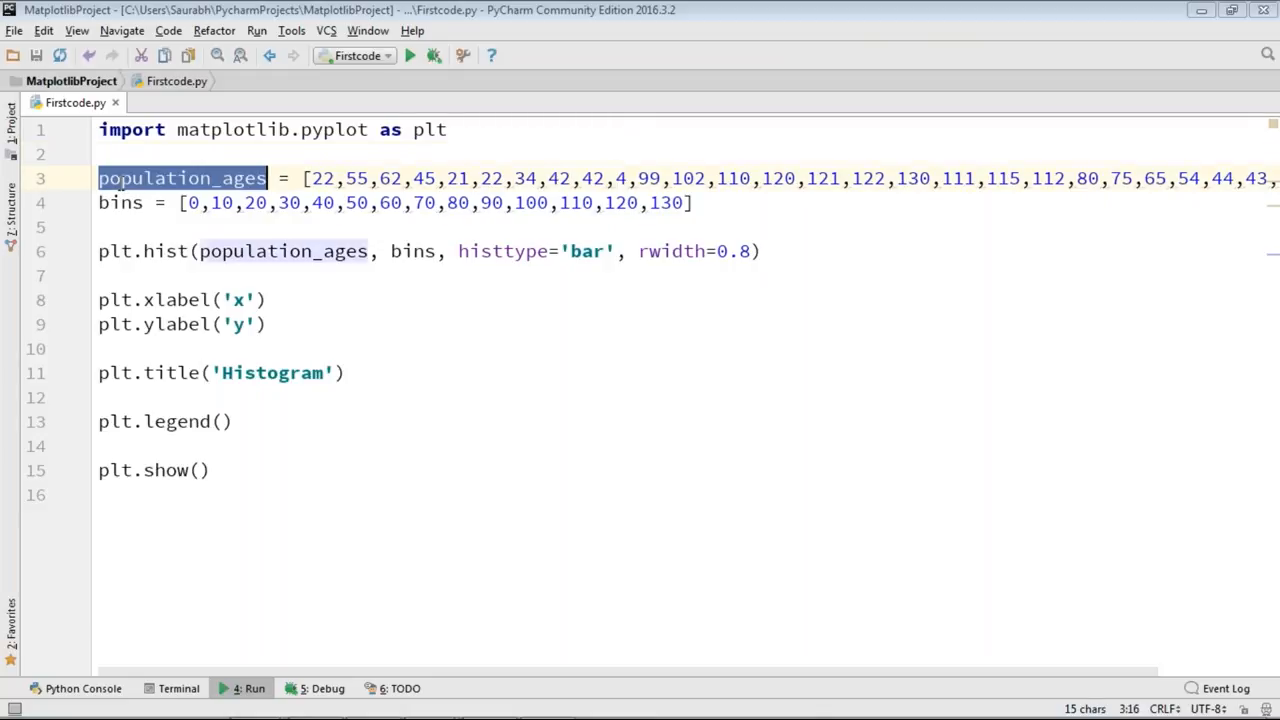 MatplotlibProject - [C:\Users\Saurabh\PycharmProjects\MatplotlibProject] - ...\Firstcode.py - PyCharm Community Edition 2016.3.2
File Edit View Navigate Code Refactor Run Tools VCS Window Help
Firstcode
MatplotlibProject Firstcode.py
Firstcode.py
1: Project
Z: Structure
2: Favorites
1 import matplotlib.pyplot as plt
2
3 population_ages = [22,55,62,45,21,22,34,42,42,4,99,102,110,120,121,122,130,111,115,112,80,75,65,54,44,43,
4 bins = [0,10,20,30,40,50,60,70,80,90,100,110,120,130]
5
6 plt.hist(population_ages, bins, histtype='bar', rwidth=0.8)
7
8 plt.xlabel('x')
9 plt.ylabel('y')
10
11 plt.title('Histogram')
12
13 plt.legend()
14
15 plt.show()
16
Python Console Terminal 4: Run 5: Debug 6: TODO Event Log
15 chars 3:16 CRLF UTF-8